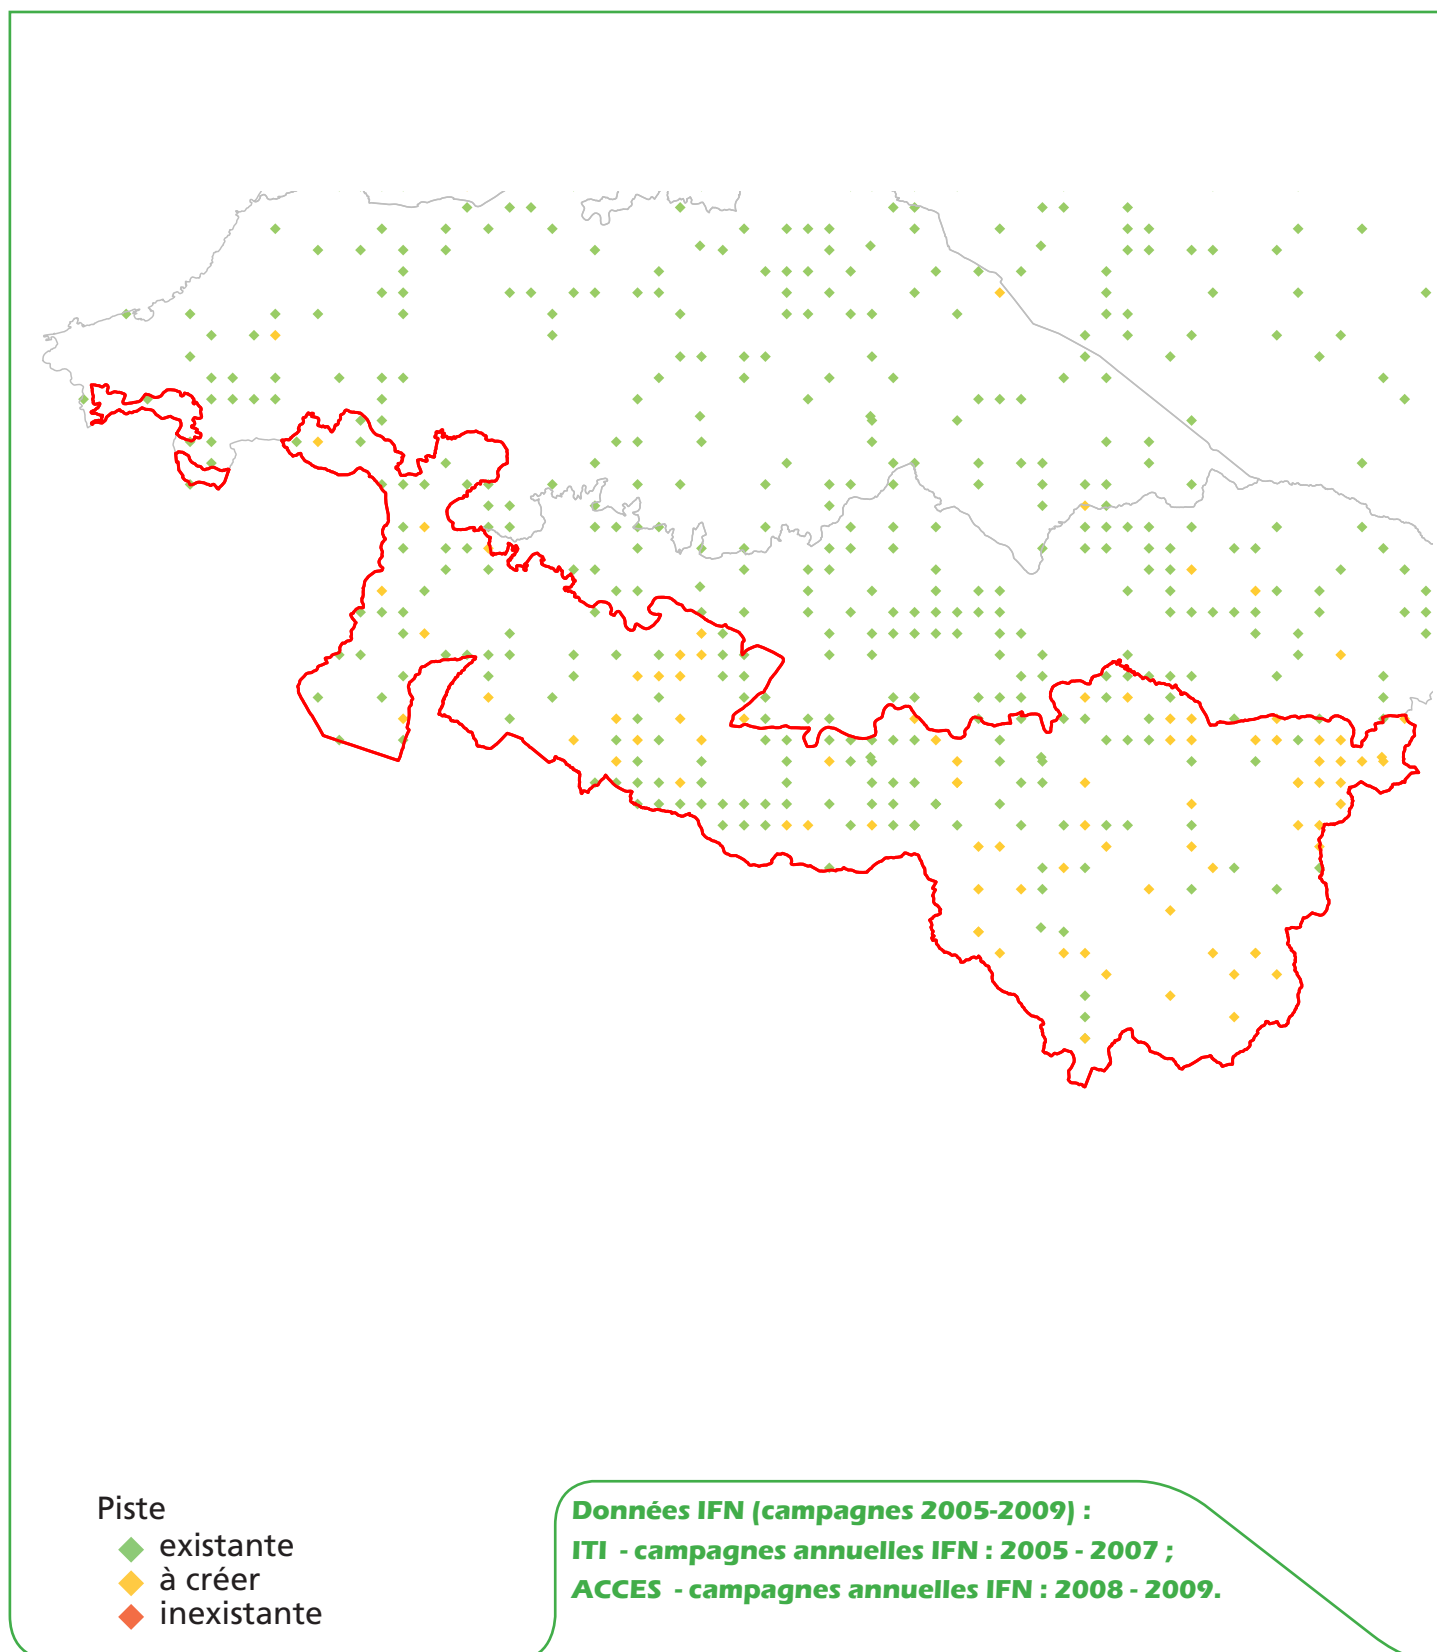 Piste
existante
à créer
inexistante
Données IFN (campagnes 2005-2009) :
ITI - campagnes annuelles IFN : 2005 - 2007 ;
ACCES - campagnes annuelles IFN : 2008 - 2009.